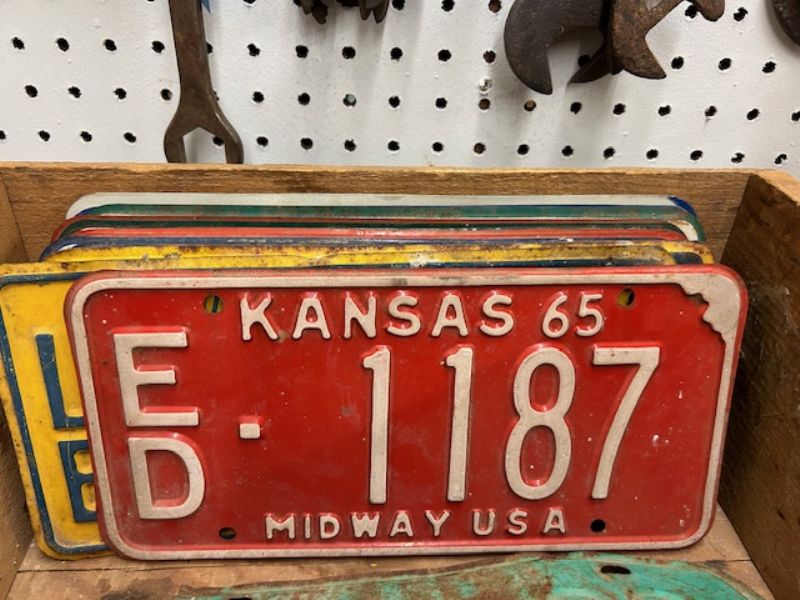 KANSAS 65
ED-1187
MIDWAY USA
L
B